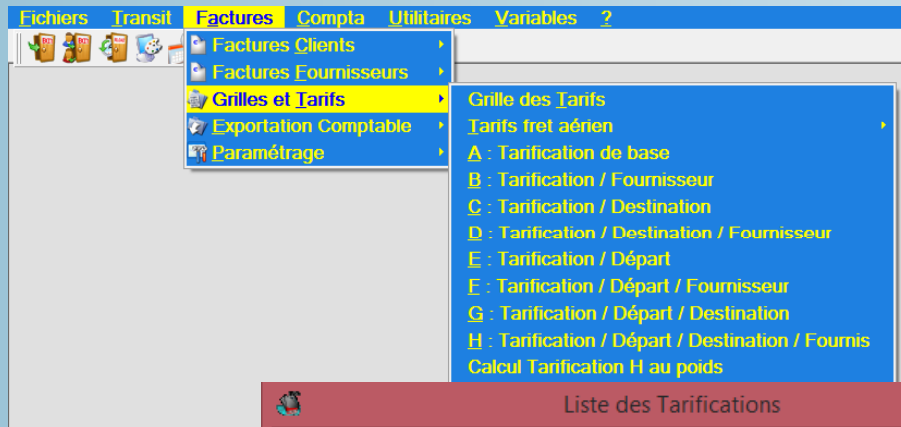 Fichiers Transit Factures Compta Utilitaires Variables ?
Factures Clients
Factures Fournisseurs
Grilles et Tarifs
Exportation Comptable
Paramétrage
Grille des Tarifs
Tarifs fret aérien
A : Tarification de base
B : Tarification / Fournisseur
C : Tarification / Destination
D : Tarification / Destination / Fournisseur
E : Tarification / Départ
F : Tarification / Départ / Fournisseur
G : Tarification / Départ / Destination
H : Tarification / Départ / Destination / Fournis
Calcul Tarification H au poids
Liste des Tarifications